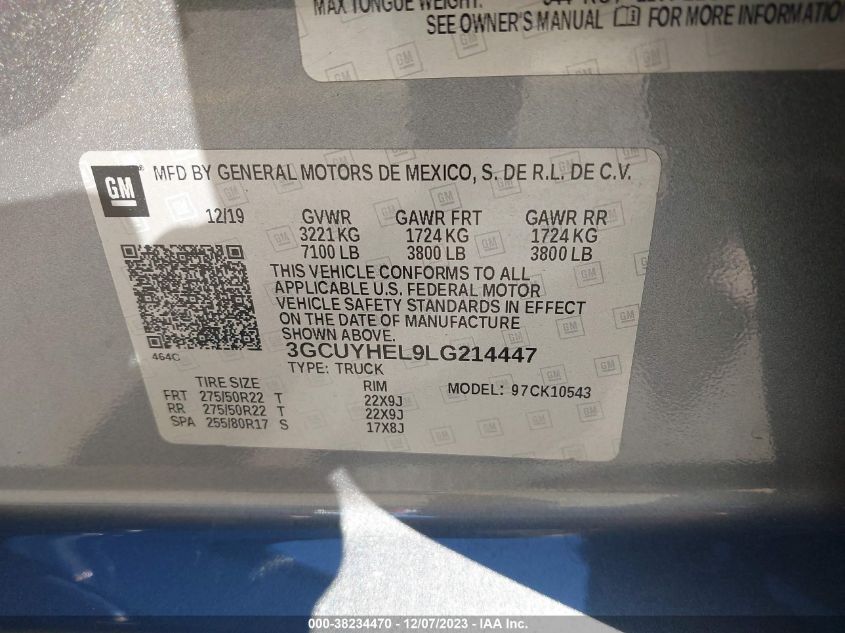 MAX TONGUE WEIGHT:
SEE OWNER'S MANUAL FOR MORE INFORMATION
GM MFD BY GENERAL MOTORS DE MEXICO, S. DE R.L. DE C.V.
12/19 GVWR GAWR FRT GAWR RR
3221 KG 1724 KG 1724 KG
7100 LB 3800 LB 3800 LB
THIS VEHICLE CONFORMS TO ALL
APPLICABLE U.S. FEDERAL MOTOR
VEHICLE SAFETY STANDARDS IN EFFECT
ON THE DATE OF MANUFACTURE
SHOWN ABOVE.
464C 3GCUYHEL9LG214447
TYPE: TRUCK
TIRE SIZE RIM MODEL: 97CK10543
FRT 275/50R22 T 22X9J
RR 275/50R22 T 22X9J
SPA 255/80R17 S 17X8J
000-38234470 - 12/07/2023 - IAA Inc.